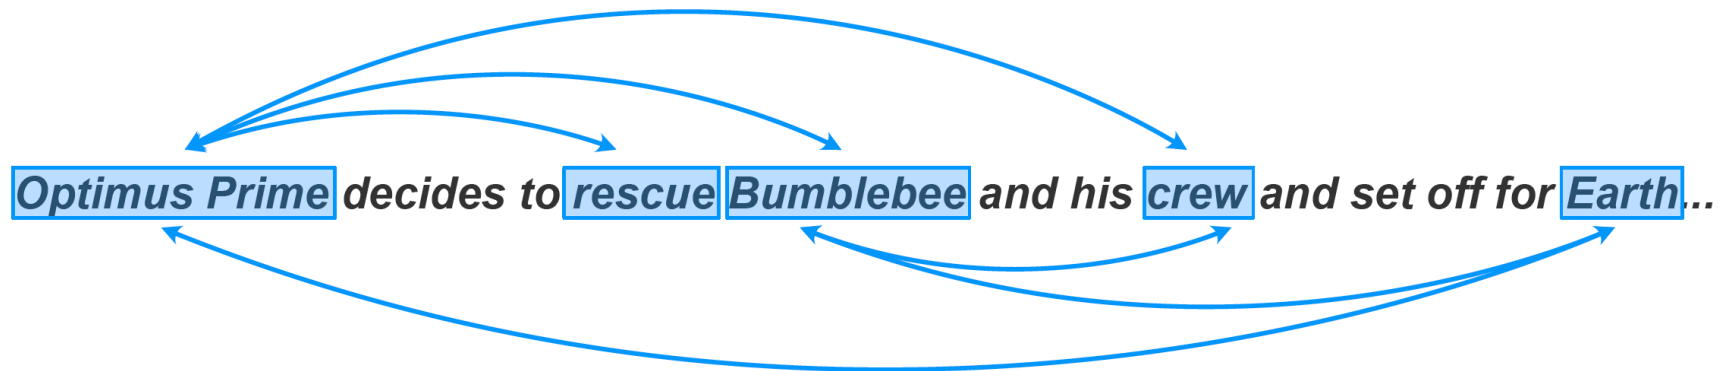 Optimus Prime decides to rescue Bumblebee and his crew and set off for Earth...